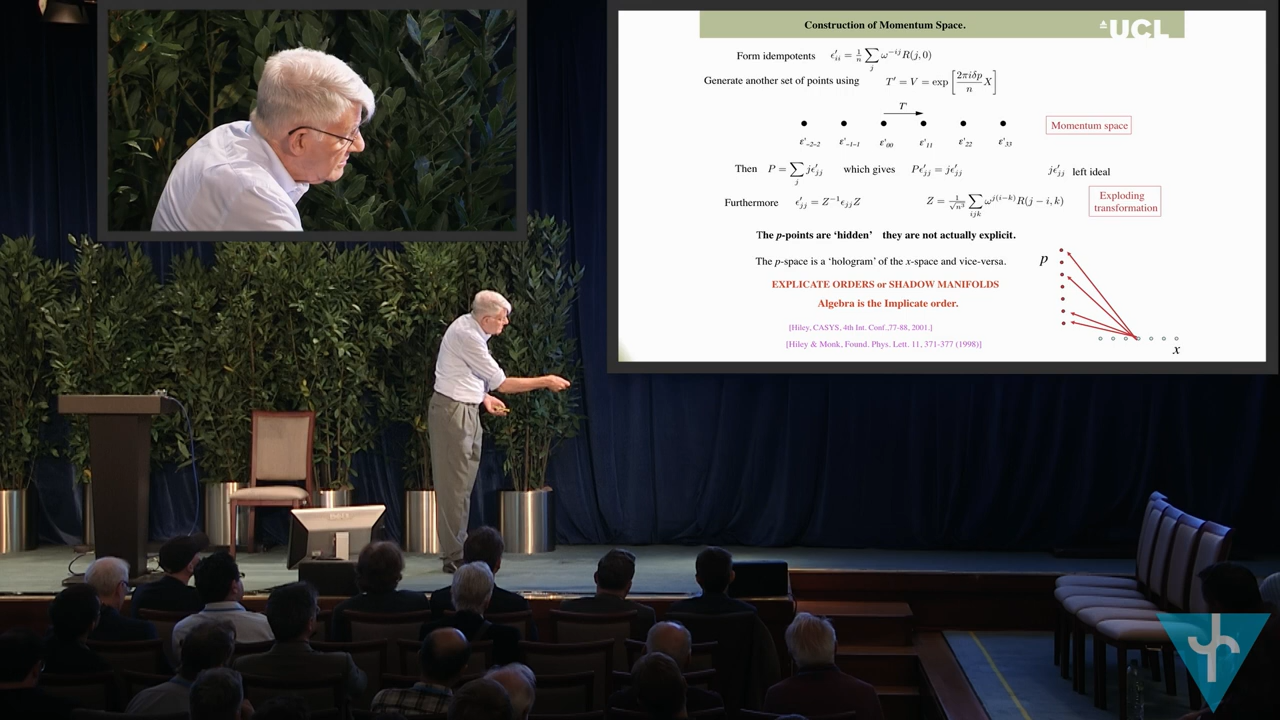 Construction of Momentum Space.
UCL
Form idempotents ϵ′ᵢᵢ = 1/n ∑ⱼ ω⁻ⁱʲ R(j, 0)
Generate another set of points using T′ = V = exp [2πiδp/n X]
T′
ε′₋₂₋₂ ε′₋₁₋₁ ε′₀₀ ε′₁₁ ε′₂₂ ε′₃₃
Momentum space
Then P = ∑ⱼ jϵ′ⱼⱼ which gives Pϵ′ⱼⱼ = jϵ′ⱼⱼ jϵ′ⱼⱼ left ideal
Furthermore ϵ′ⱼⱼ = Z⁻¹ϵⱼⱼZ Z = 1/√n³ ∑ᵢⱼₖ ω^{j(i−k)} R(j − i, k)
Exploding
transformation
The p-points are ‘hidden’ they are not actually explicit.
The p-space is a ‘hologram’ of the x-space and vice-versa.
EXPLICATE ORDERS or SHADOW MANIFOLDS
Algebra is the Implicate order.
[Hiley, CASYS, 4th Int. Conf.,77-88, 2001.]
[Hiley & Monk, Found. Phys. Lett. 11, 371-377 (1998)]
p
x